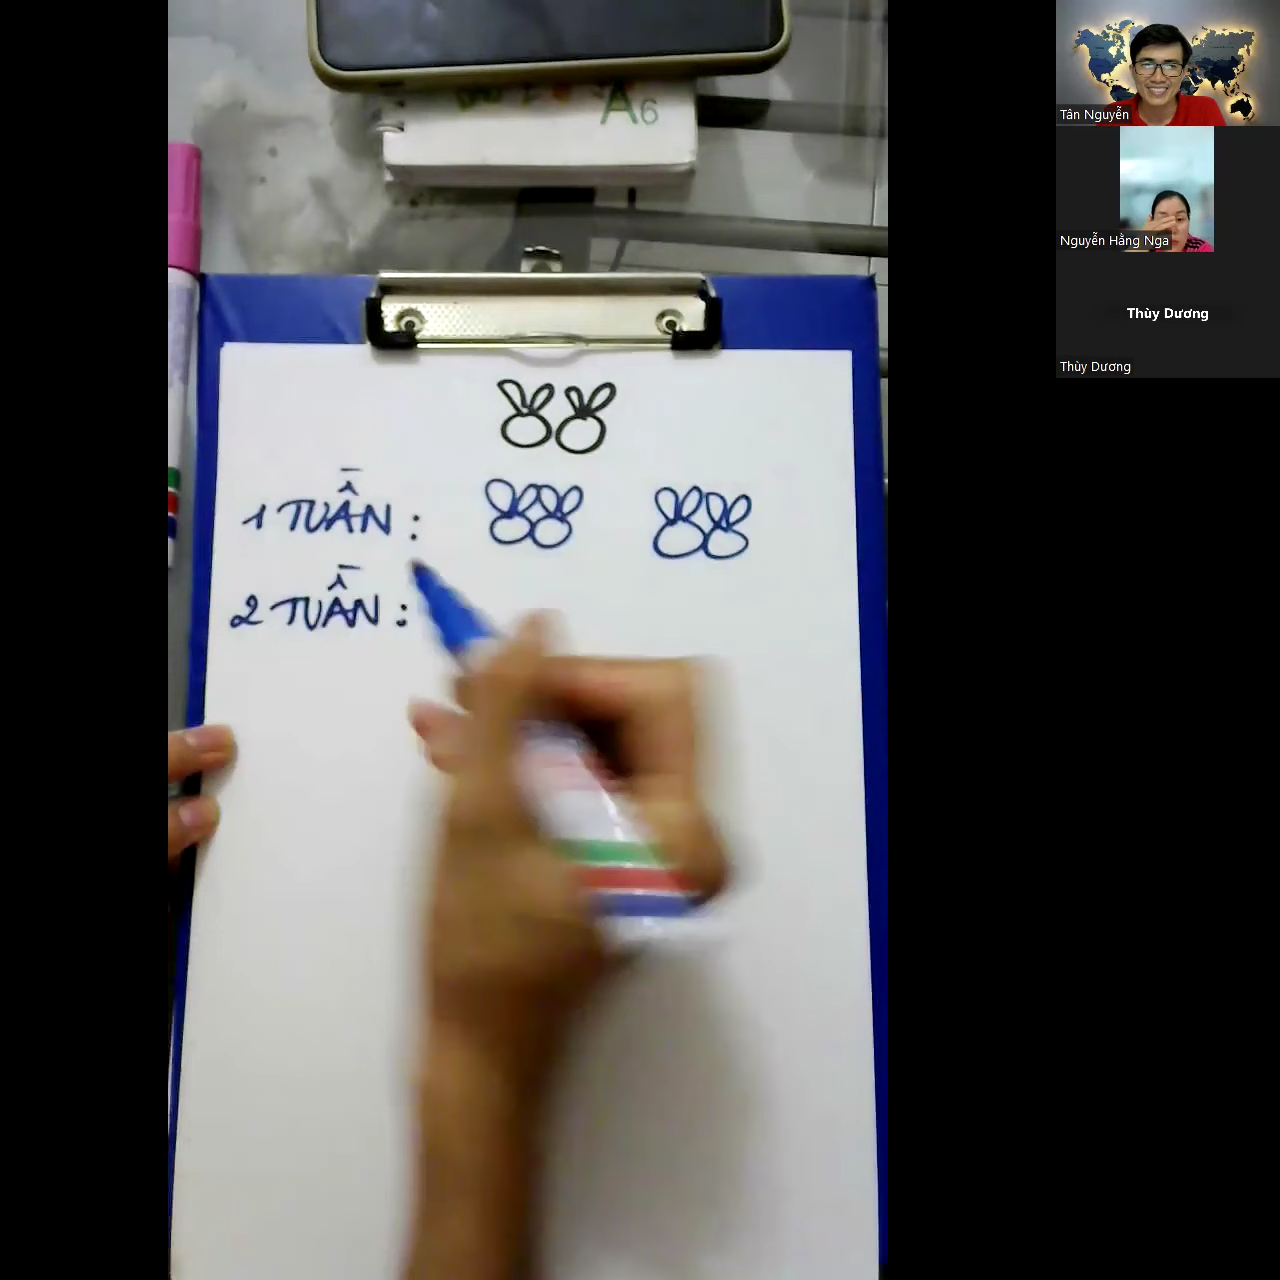 A6
1 TUẦN :
2 TUẦN :
Tân Nguyễn
Nguyễn Hằng Nga
Thùy Dương
Thùy Dương